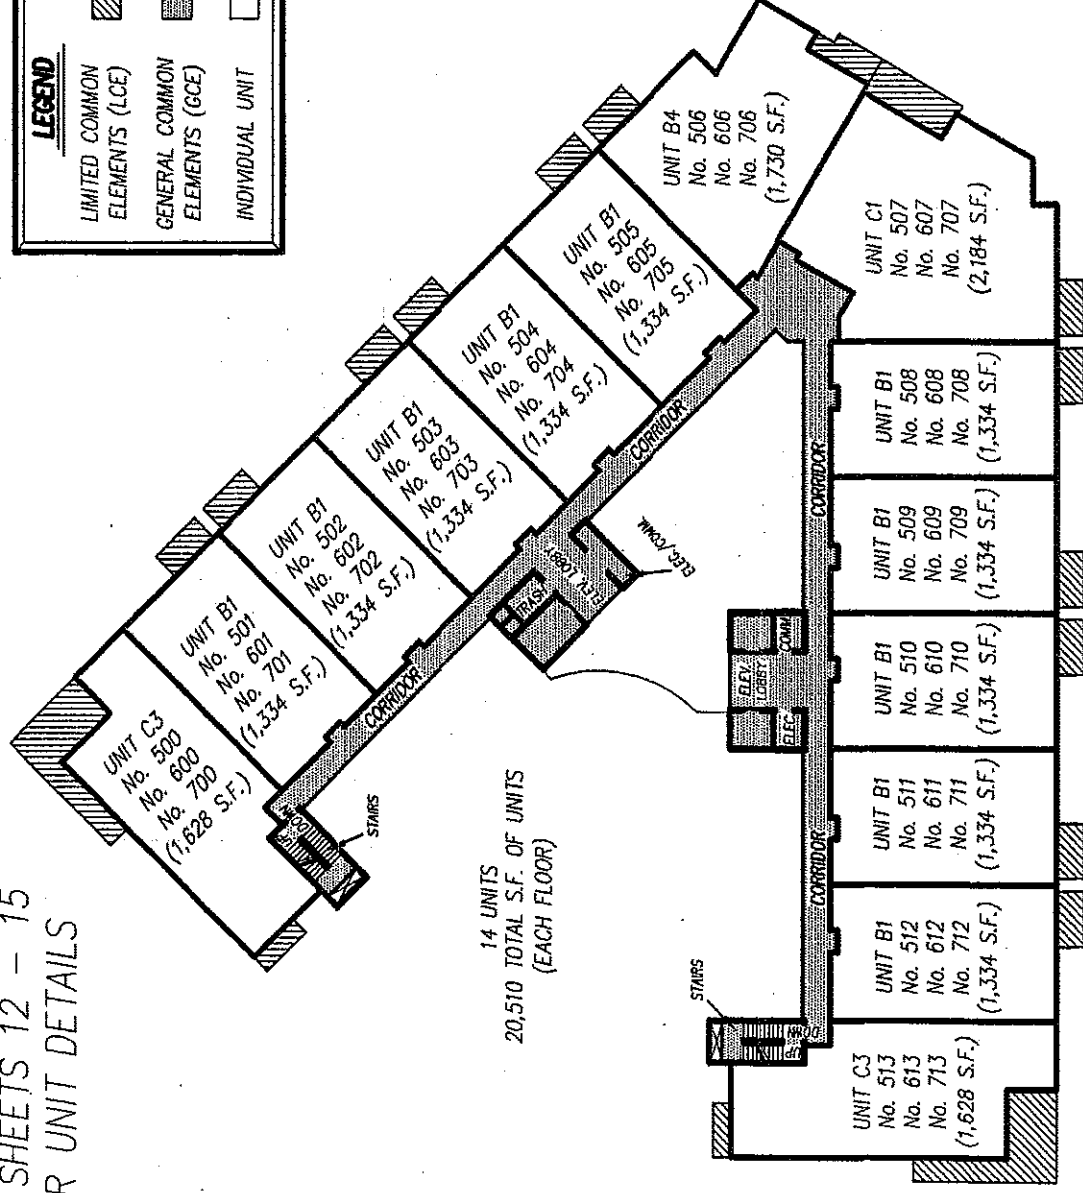 SHEETS 12 - 15
R UNIT DETAILS
LEGEND
LIMITED COMMON
ELEMENTS (LCE)
GENERAL COMMON
ELEMENTS (GCE)
INDIVIDUAL UNIT
UNIT C3
No. 500
No. 600
No. 700
(1,628 S.F.)
UNIT B1
No. 501
No. 601
No. 701
(1,334 S.F.)
UNIT B1
No. 502
No. 602
No. 702
(1,334 S.F.)
UNIT B1
No. 503
No. 603
No. 703
(1,334 S.F.)
UNIT B1
No. 504
No. 604
No. 704
(1,334 S.F.)
UNIT B1
No. 505
No. 605
No. 705
(1,334 S.F.)
UNIT B4
No. 506
No. 606
No. 706
(1,730 S.F.)
UNIT C1
No. 507
No. 607
No. 707
(2,184 S.F.)
UNIT B1
No. 508
No. 608
No. 708
(1,334 S.F.)
UNIT B1
No. 509
No. 609
No. 709
(1,334 S.F.)
UNIT B1
No. 510
No. 610
No. 710
(1,334 S.F.)
UNIT B1
No. 511
No. 611
No. 711
(1,334 S.F.)
UNIT B1
No. 512
No. 612
No. 712
(1,334 S.F.)
UNIT C3
No. 513
No. 613
No. 713
(1,628 S.F.)
UP
DOWN
STAIRS
CORRIDOR
TRASH
ELEV. LOBBY
ELEV.
ELEC./COMM.
CORRIDOR
14 UNITS
20,510 TOTAL S.F. OF UNITS
(EACH FLOOR)
STAIRS
UP
DOWN
CORRIDOR
ELEC.
ELEV.
LOBBY
COMM.
CORRIDOR